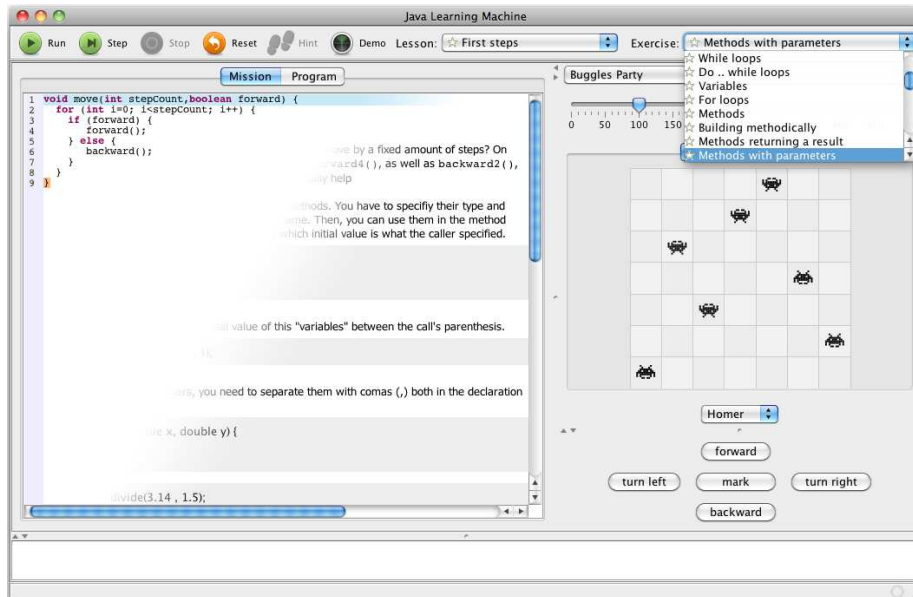 Java Learning Machine
Run Step Stop Reset Hint Demo Lesson: First steps Exercise: Methods with parameters
While loops
Do .. while loops
Variables
For loops
Methods
Building methodically
Methods returning a result
Methods with parameters
Mission Program
Buggles Party
0 50 100 150
1 void move(int stepCount,boolean forward) {
2 for (int i=0; i<stepCount; i++) {
3 if (forward) {
4 forward();
5 } else {
6 backward();
7 }
8 }
9 }
ove by a fixed amount of steps? On
ward4(), as well as backward2(),
help
thods. You have to specifiy their type and
me. Then, you can use them in the method
which initial value is what the caller specified.
value of this "variables" between the call's parenthesis.
);
ers, you need to separate them with comas (,) both in the declaration
le x, double y) {
divide(3.14 , 1.5);
Homer
forward
turn left mark turn right
backward